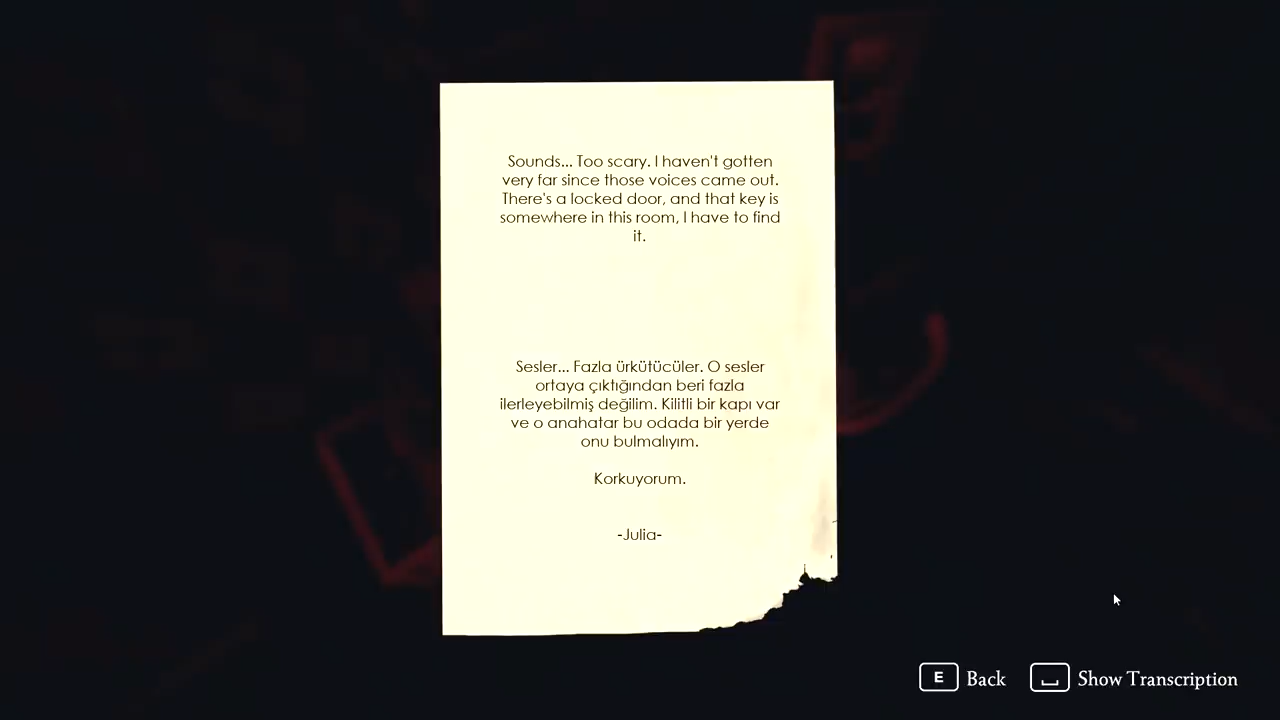 Sounds... Too scary. I haven't gotten
very far since those voices came out.
There's a locked door, and that key is
somewhere in this room, I have to find
it.
Sesler... Fazla ürkütücüler. O sesler
ortaya çıktığından beri fazla
ilerleyebilmiş değilim. Kilitli bir kapı var
ve o anahatar bu odada bir yerde
onu bulmalıyım.
Korkuyorum.
-Julia-
E Back Show Transcription